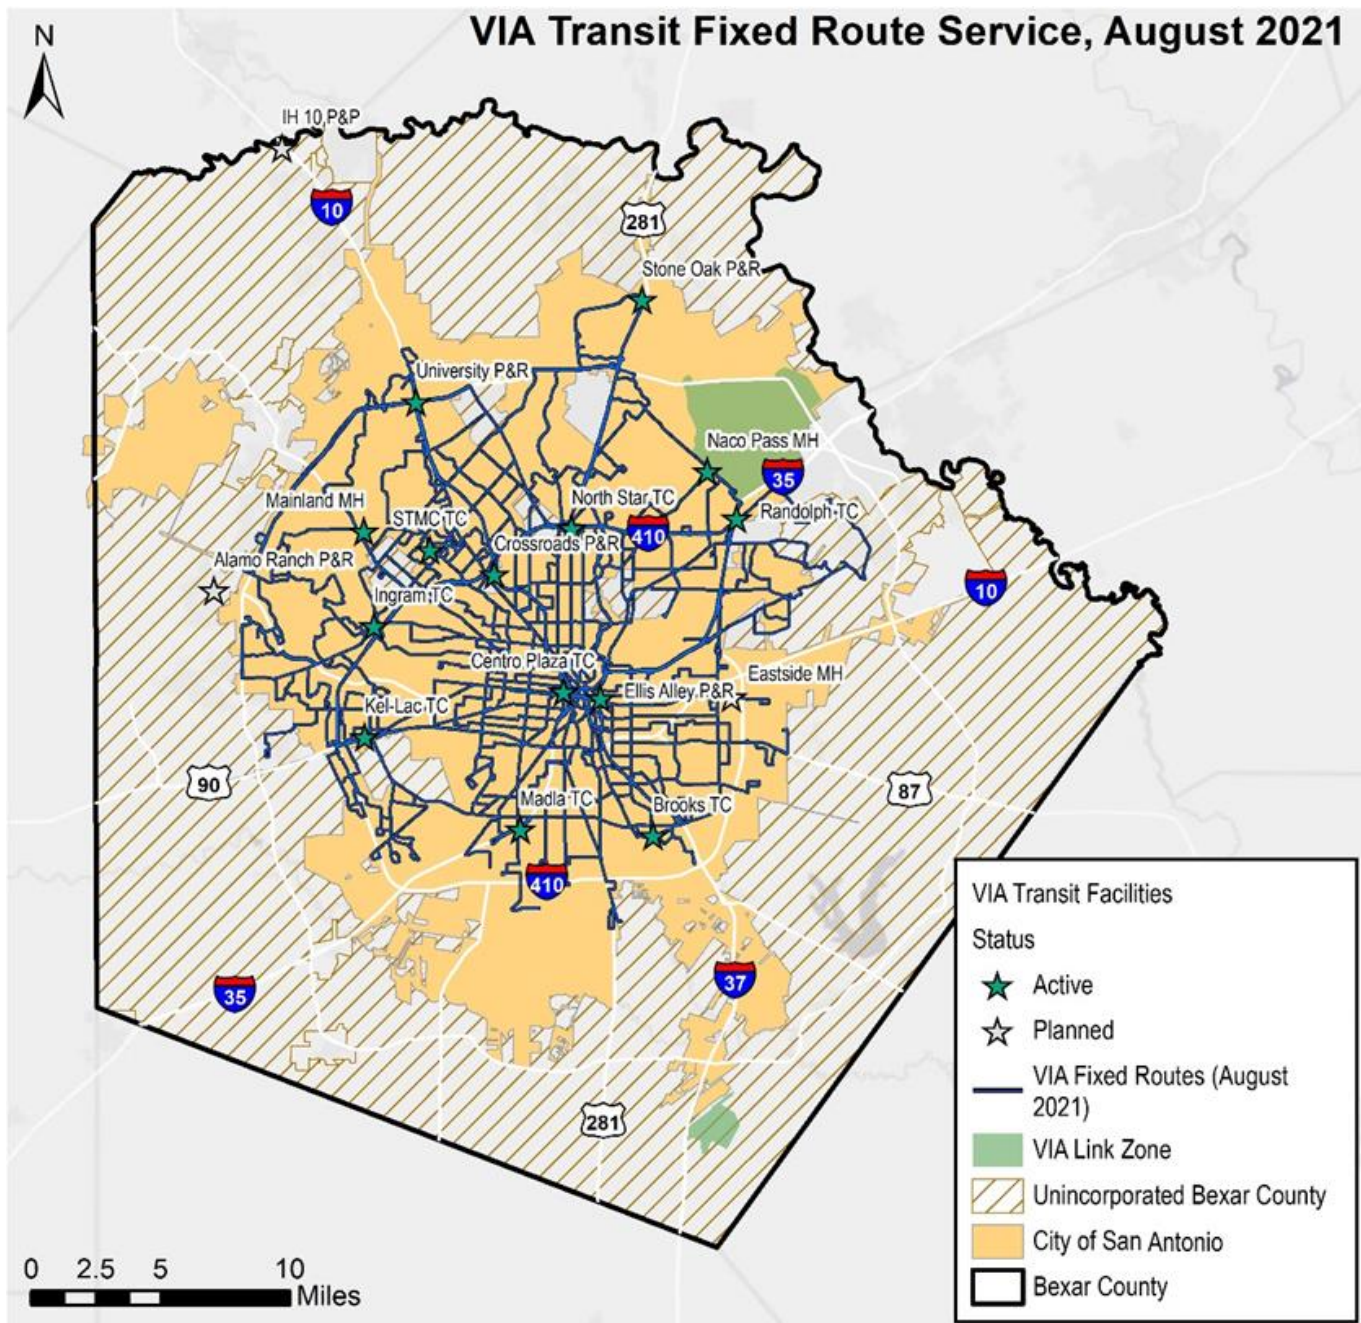 VIA Transit Fixed Route Service, August 2021
N
IH 10 P&P
10
281
Stone Oak P&R
University P&R
Naco Pass MH
35
Mainland MH
STMC TC
North Star TC
410
Randolph TC
Crossroads P&R
Alamo Ranch P&R
Ingram TC
10
Centro Plaza TC
Ellis Alley P&R
Eastside MH
Kel-Lac TC
90
87
Madla TC
Brooks TC
410
35
37
281
VIA Transit Facilities
Status
Active
Planned
VIA Fixed Routes (August
2021)
VIA Link Zone
Unincorporated Bexar County
City of San Antonio
Bexar County
0 2.5 5 10
Miles